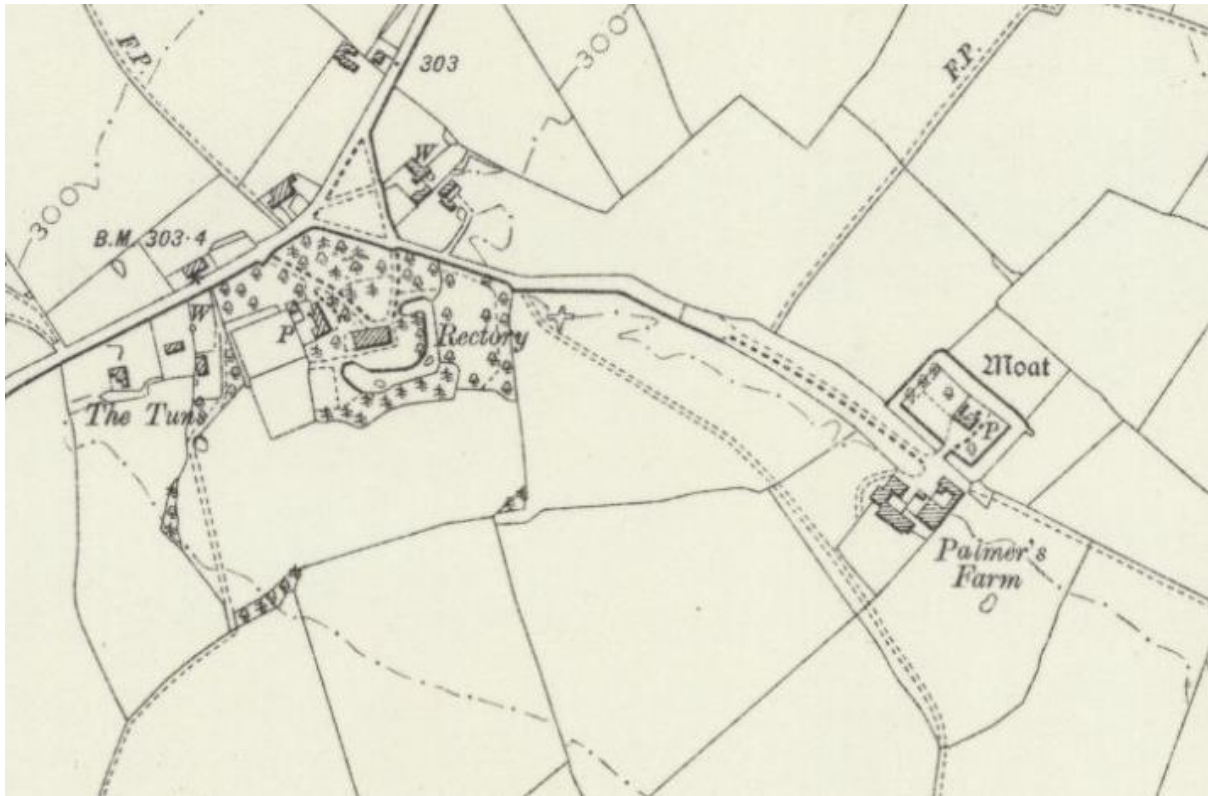 F.P.
303
300
F.P.
W
300
B.M. 303·4
W
P
Rectory
Moat
P
The Tuns
Palmer's
Farm